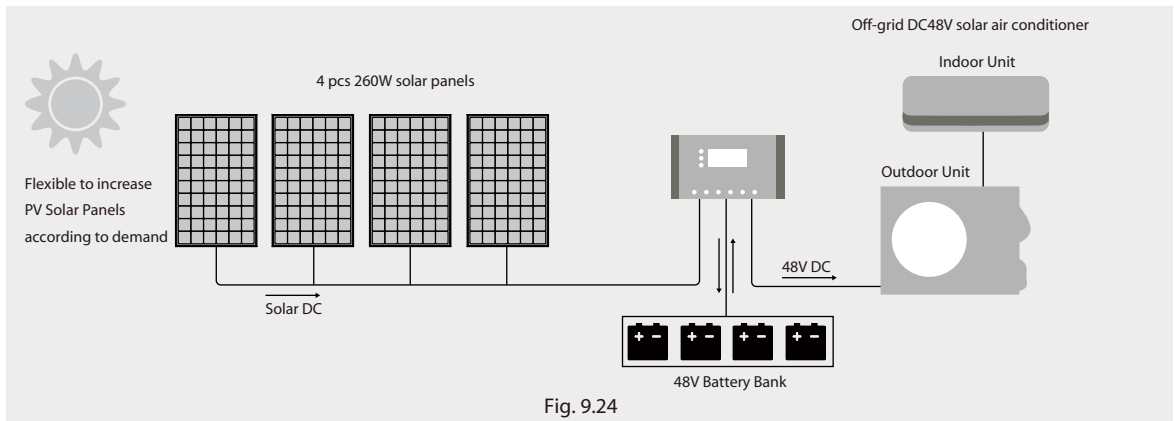 Off-grid DC48V solar air conditioner
Indoor Unit
4 pcs 260W solar panels
Flexible to increase
PV Solar Panels
according to demand
Outdoor Unit
48V DC
Solar DC
+ - + - + - + -
48V Battery Bank
Fig. 9.24